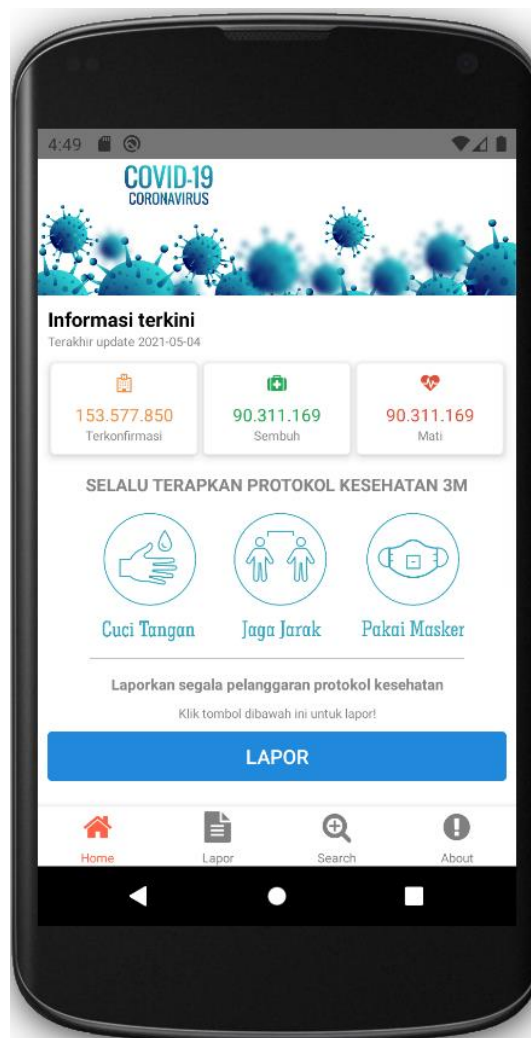 4:49
COVID-19
CORONAVIRUS
Informasi terkini
Terakhir update 2021-05-04
153.577.850 90.311.169 90.311.169
Terkonfirmasi Sembuh Mati
SELALU TERAPKAN PROTOKOL KESEHATAN 3M
Cuci Tangan Jaga Jarak Pakai Masker
Laporkan segala pelanggaran protokol kesehatan
Klik tombol dibawah ini untuk lapor!
LAPOR
Home Lapor Search About